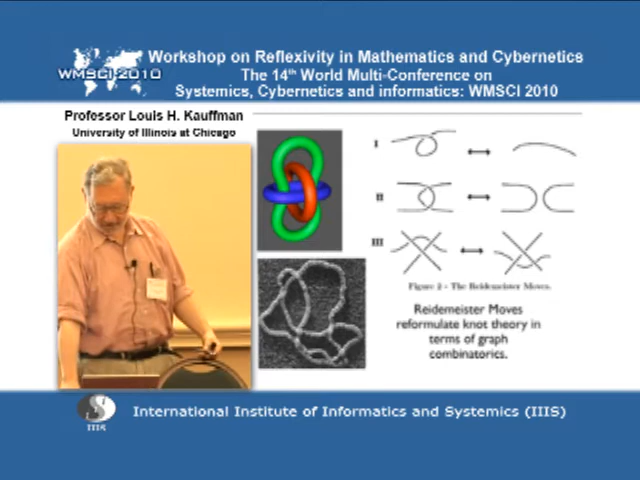 Workshop on Reflexivity in Mathematics and Cybernetics
WMSCI 2010
The 14th World Multi-Conference on
Systemics, Cybernetics and informatics: WMSCI 2010
Professor Louis H. Kauffman
University of Illinois at Chicago
I
II
III
Figure 2 - The Reidemeister Moves.
Reidemeister Moves
reformulate knot theory in
terms of graph
combinatorics.
IIIS
International Institute of Informatics and Systemics (IIIS)